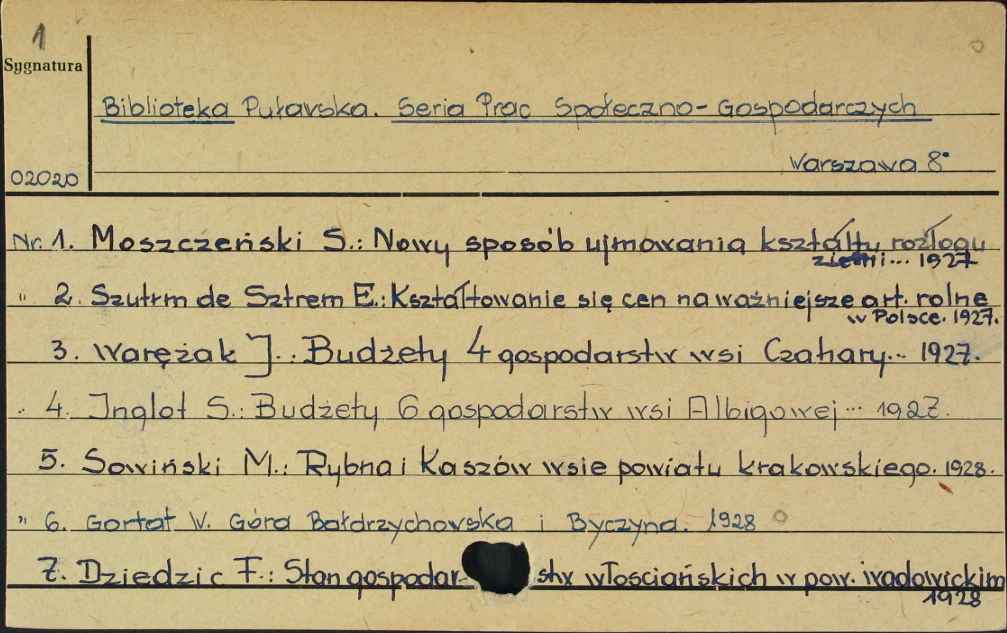 1
Sygnatura
Biblioteka Puławska. Seria Prac Społeczno-Gospodarczych
Warszawa 8°
02020
Nr. 1. Moszczeński S.: Nowy sposób ujmowania kształtu rozłogu
ziemi... 1927
" 2. Szturm de Sztrem E.: Kształtowanie się cen na ważniejsze art. rolne
w Polsce. 1927.
3. Warężak J.: Budżety 4 gospodarstw wsi Czahary... 1927.
" 4. Inglot S.: Budżety 6 gospodarstw wsi Albigowej... 1927.
5. Sowiński M.: Rybna i Kaszów wsie powiatu krakowskiego. 1928.
" 6. Gortat W. Góra Bałdrzychowska i Byczyna. 1928
7. Dziedzic F.: Stan gospodar- stw włościańskich w pow. wadowickim
1928